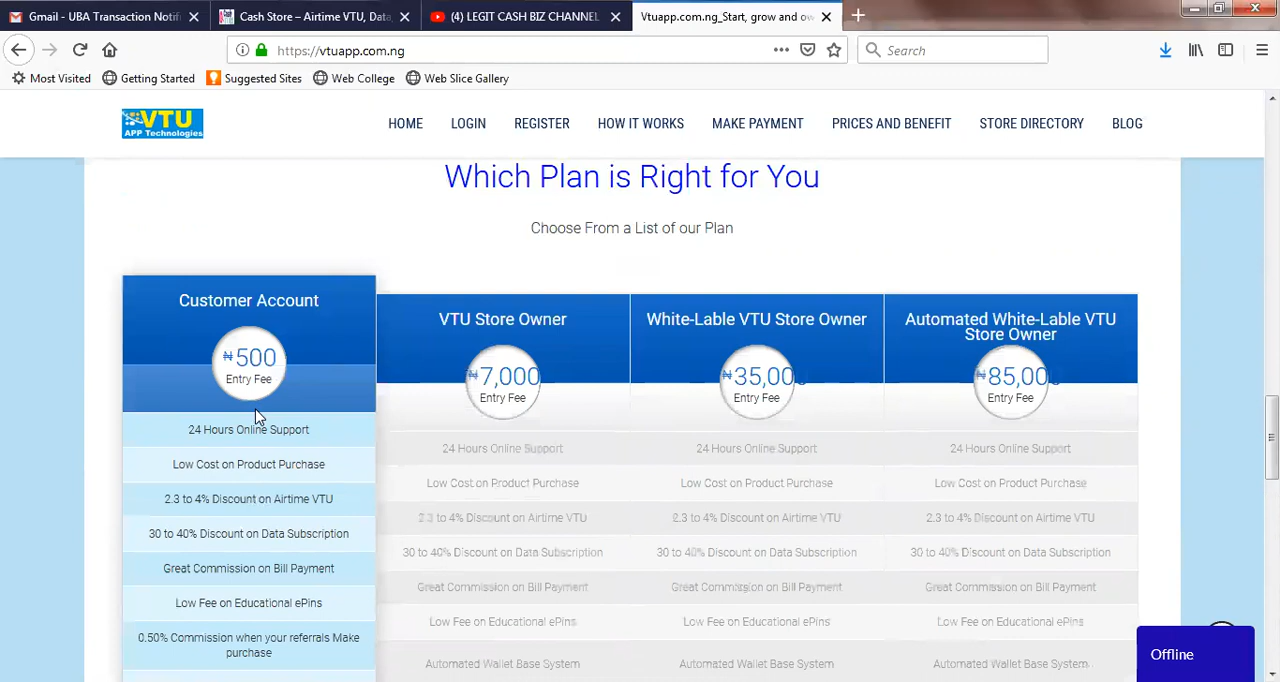 Gmail - UBA Transaction Notifi
Cash Store – Airtime VTU, Data,
(4) LEGIT CASH BIZ CHANNEL
Vtuapp.com.ng_Start, grow and ow
https://vtuapp.com.ng
Search
Most Visited
Getting Started
Suggested Sites
Web College
Web Slice Gallery
VTU
APP Technologies
HOME
LOGIN
REGISTER
HOW IT WORKS
MAKE PAYMENT
PRICES AND BENEFIT
STORE DIRECTORY
BLOG
Which Plan is Right for You
Choose From a List of our Plan
Customer Account
₦500
Entry Fee
24 Hours Online Support
Low Cost on Product Purchase
2.3 to 4% Discount on Airtime VTU
30 to 40% Discount on Data Subscription
Great Commission on Bill Payment
Low Fee on Educational ePins
0.50% Commission when your referrals Make
purchase
VTU Store Owner
₦7,000
Entry Fee
24 Hours Online Support
Low Cost on Product Purchase
2.3 to 4% Discount on Airtime VTU
30 to 40% Discount on Data Subscription
Great Commission on Bill Payment
Low Fee on Educational ePins
Automated Wallet Base System
White-Lable VTU Store Owner
₦35,000
Entry Fee
24 Hours Online Support
Low Cost on Product Purchase
2.3 to 4% Discount on Airtime VTU
30 to 40% Discount on Data Subscription
Great Commission on Bill Payment
Low Fee on Educational ePins
Automated Wallet Base System
Automated White-Lable VTU
Store Owner
₦85,000
Entry Fee
24 Hours Online Support
Low Cost on Product Purchase
2.3 to 4% Discount on Airtime VTU
30 to 40% Discount on Data Subscription
Great Commission on Bill Payment
Low Fee on Educational ePins
Automated Wallet Base System
Offline